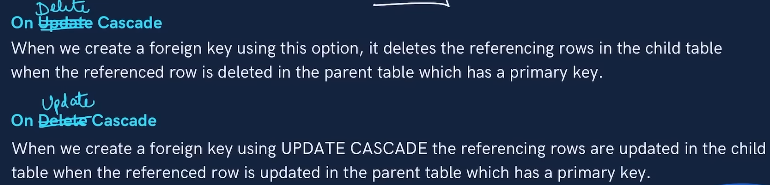 Delete
On Update Cascade
When we create a foreign key using this option, it deletes the referencing rows in the child table
when the referenced row is deleted in the parent table which has a primary key.
Update
On Delete Cascade
When we create a foreign key using UPDATE CASCADE the referencing rows are updated in the child
table when the referenced row is updated in the parent table which has a primary key.